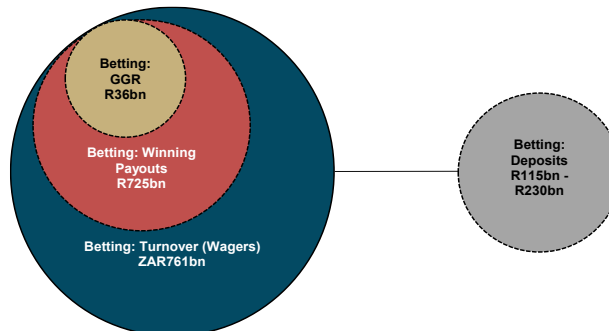 Betting:
GGR
R36bn
Betting: Winning
Payouts
R725bn
Betting: Turnover (Wagers)
ZAR761bn
Betting:
Deposits
R115bn -
R230bn